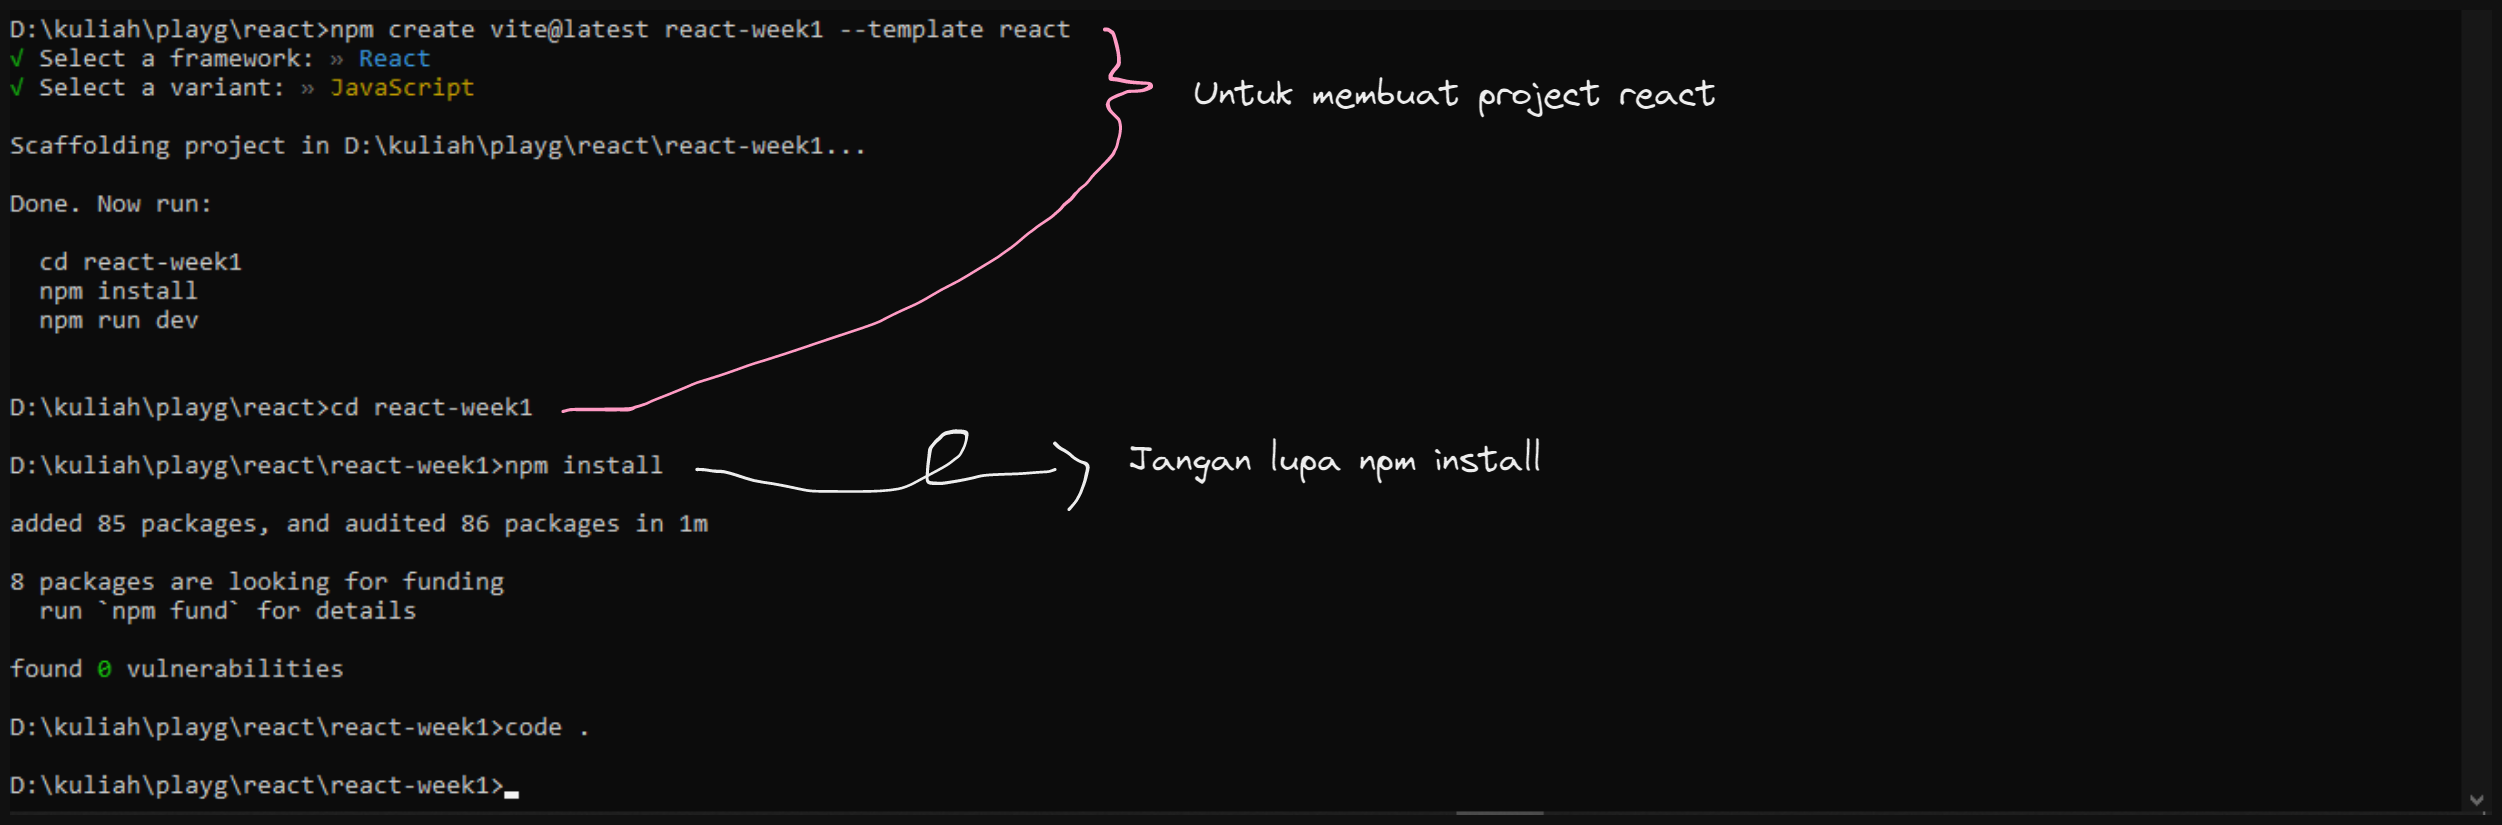 D:\kuliah\playg\react>npm create vite@latest react-week1 --template react
√ Select a framework: » React
√ Select a variant: » JavaScript
Untuk membuat project react
Scaffolding project in D:\kuliah\playg\react\react-week1...
Done. Now run:
cd react-week1
npm install
npm run dev
D:\kuliah\playg\react>cd react-week1
D:\kuliah\playg\react\react-week1>npm install
Jangan lupa npm install
added 85 packages, and audited 86 packages in 1m
8 packages are looking for funding
run `npm fund` for details
found 0 vulnerabilities
D:\kuliah\playg\react\react-week1>code .
D:\kuliah\playg\react\react-week1>